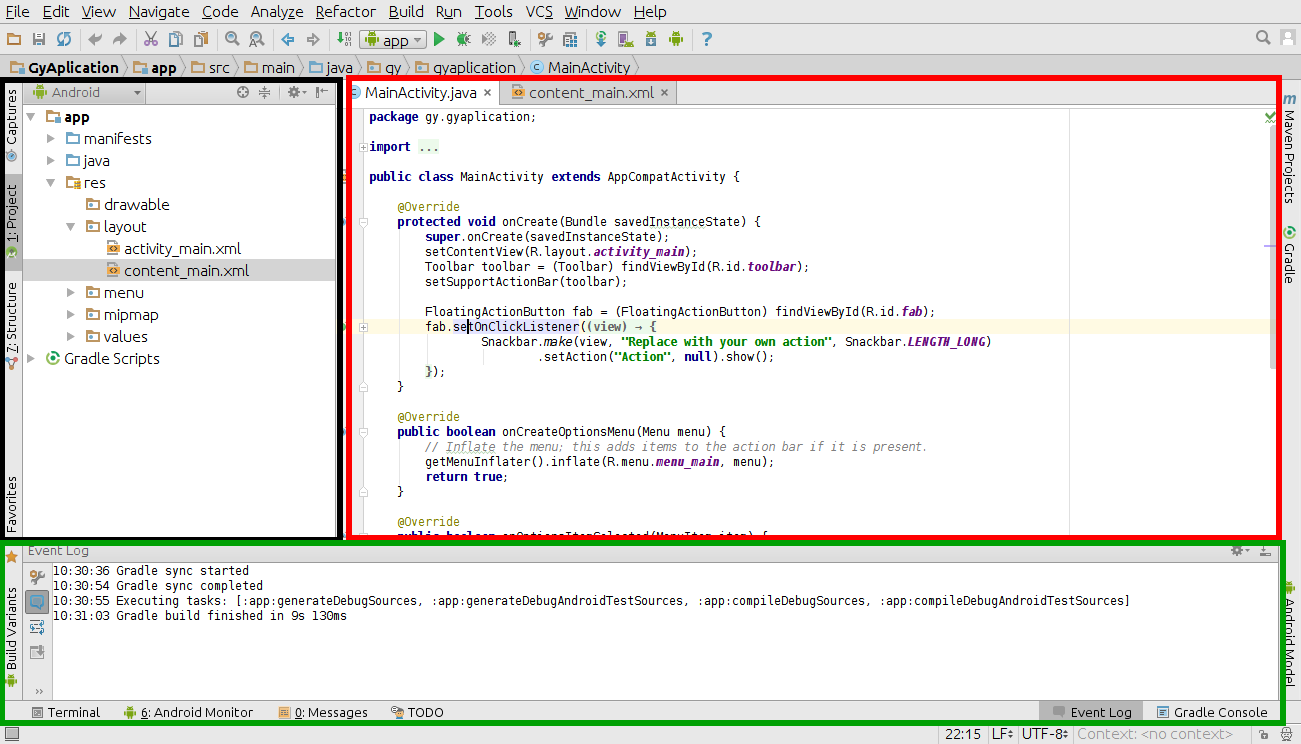 File Edit View Navigate Code Analyze Refactor Build Run Tools VCS Window Help
app
GyAplication app src main java gy gyaplication MainActivity
Captures
1: Project
7: Structure
Favorites
Build Variants
Android
app
manifests
java
res
drawable
layout
activity_main.xml
content_main.xml
menu
mipmap
values
Gradle Scripts
MainActivity.java × content_main.xml ×
package gy.gyaplication;
import ...
public class MainActivity extends AppCompatActivity {
@Override
protected void onCreate(Bundle savedInstanceState) {
super.onCreate(savedInstanceState);
setContentView(R.layout.activity_main);
Toolbar toolbar = (Toolbar) findViewById(R.id.toolbar);
setSupportActionBar(toolbar);
FloatingActionButton fab = (FloatingActionButton) findViewById(R.id.fab);
fab.setOnClickListener((view) → {
Snackbar.make(view, "Replace with your own action", Snackbar.LENGTH_LONG)
.setAction("Action", null).show();
});
}
@Override
public boolean onCreateOptionsMenu(Menu menu) {
// Inflate the menu; this adds items to the action bar if it is present.
getMenuInflater().inflate(R.menu.menu_main, menu);
return true;
}
@Override
public boolean onOptionsItemSelected(MenuItem item) {
Maven Projects
Gradle
Android Model
Event Log
10:30:36 Gradle sync started
10:30:54 Gradle sync completed
10:30:55 Executing tasks: [:app:generateDebugSources, :app:generateDebugAndroidTestSources, :app:compileDebugSources, :app:compileDebugAndroidTestSources]
10:31:03 Gradle build finished in 9s 130ms
Terminal 6: Android Monitor 0: Messages TODO Event Log Gradle Console
22:15 LF UTF-8 Context: <no context>